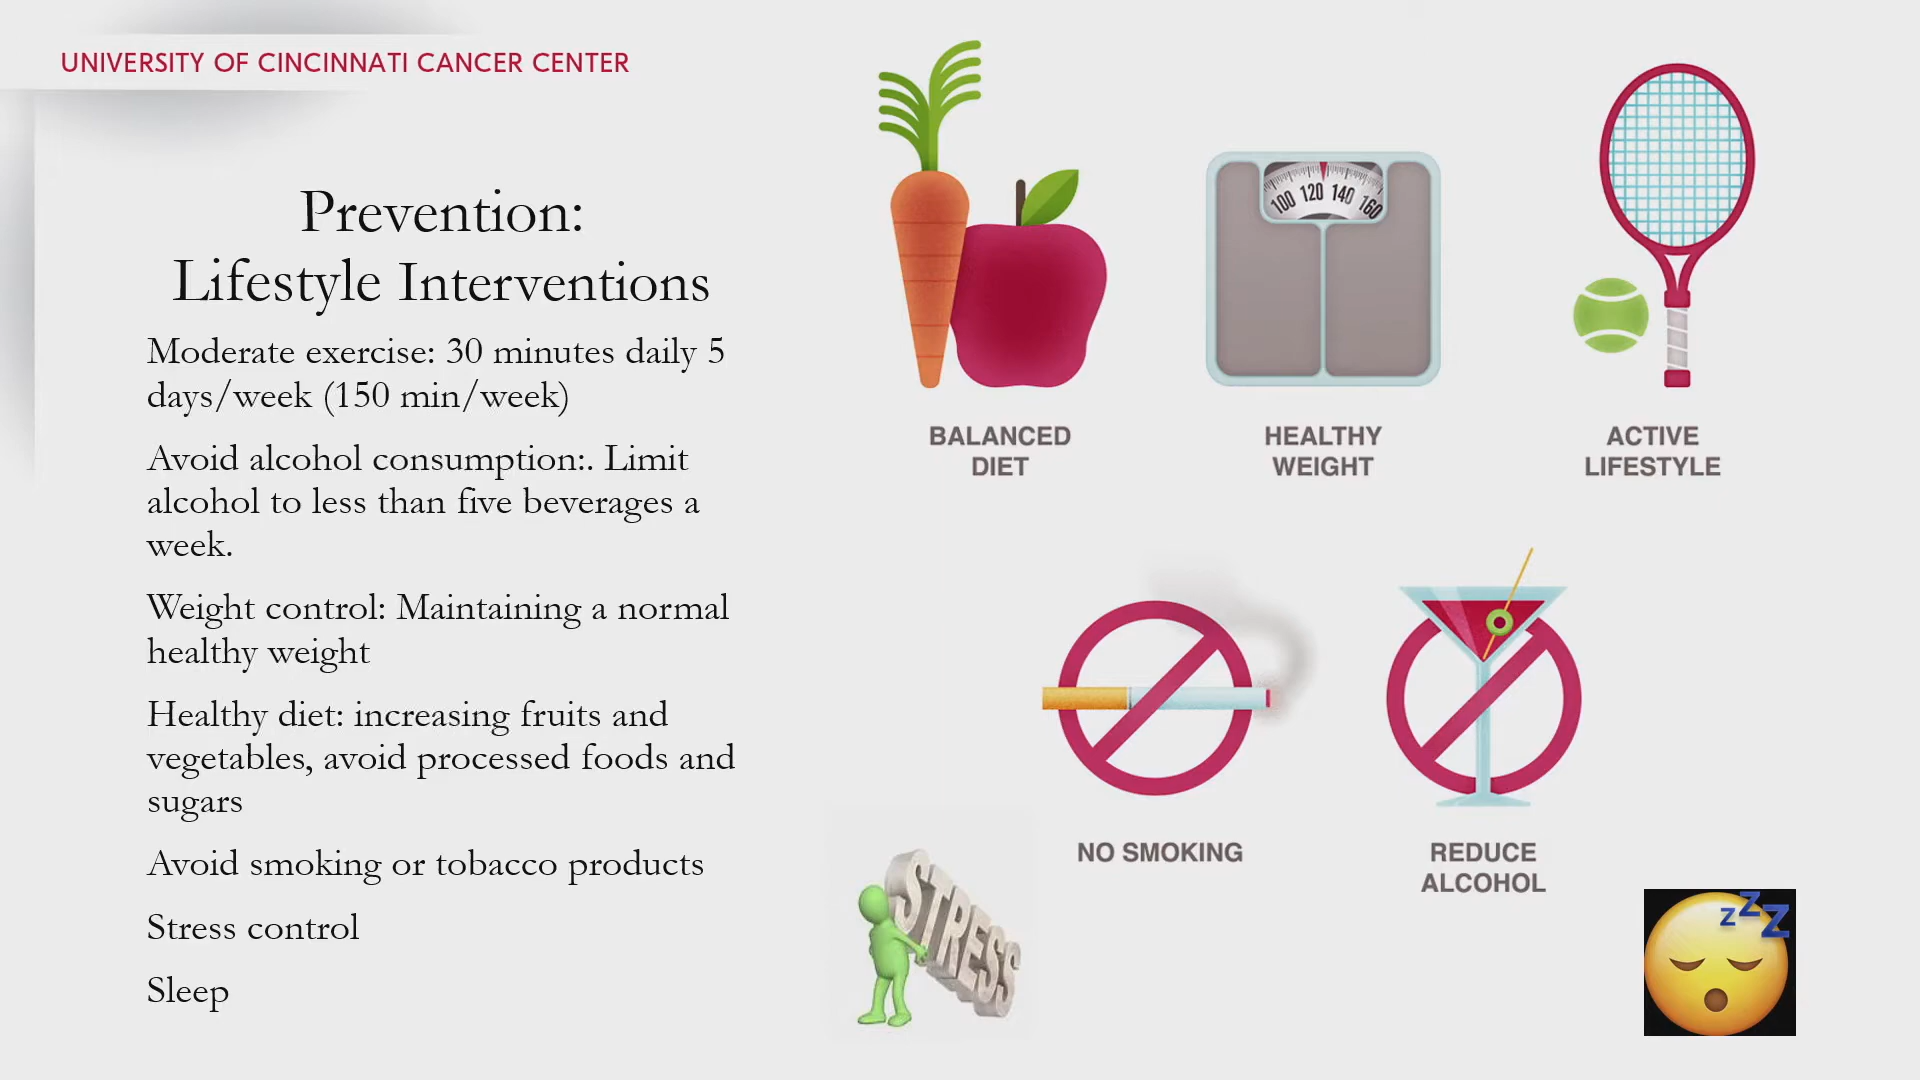 UNIVERSITY OF CINCINNATI CANCER CENTER
Prevention:
Lifestyle Interventions
Moderate exercise: 30 minutes daily 5
days/week (150 min/week)
Avoid alcohol consumption:. Limit
alcohol to less than five beverages a
week.
Weight control: Maintaining a normal
healthy weight
Healthy diet: increasing fruits and
vegetables, avoid processed foods and
sugars
Avoid smoking or tobacco products
Stress control
Sleep
100 120 140 160
BALANCED
DIET
HEALTHY
WEIGHT
ACTIVE
LIFESTYLE
NO SMOKING
REDUCE
ALCOHOL
STRESS
z z Z